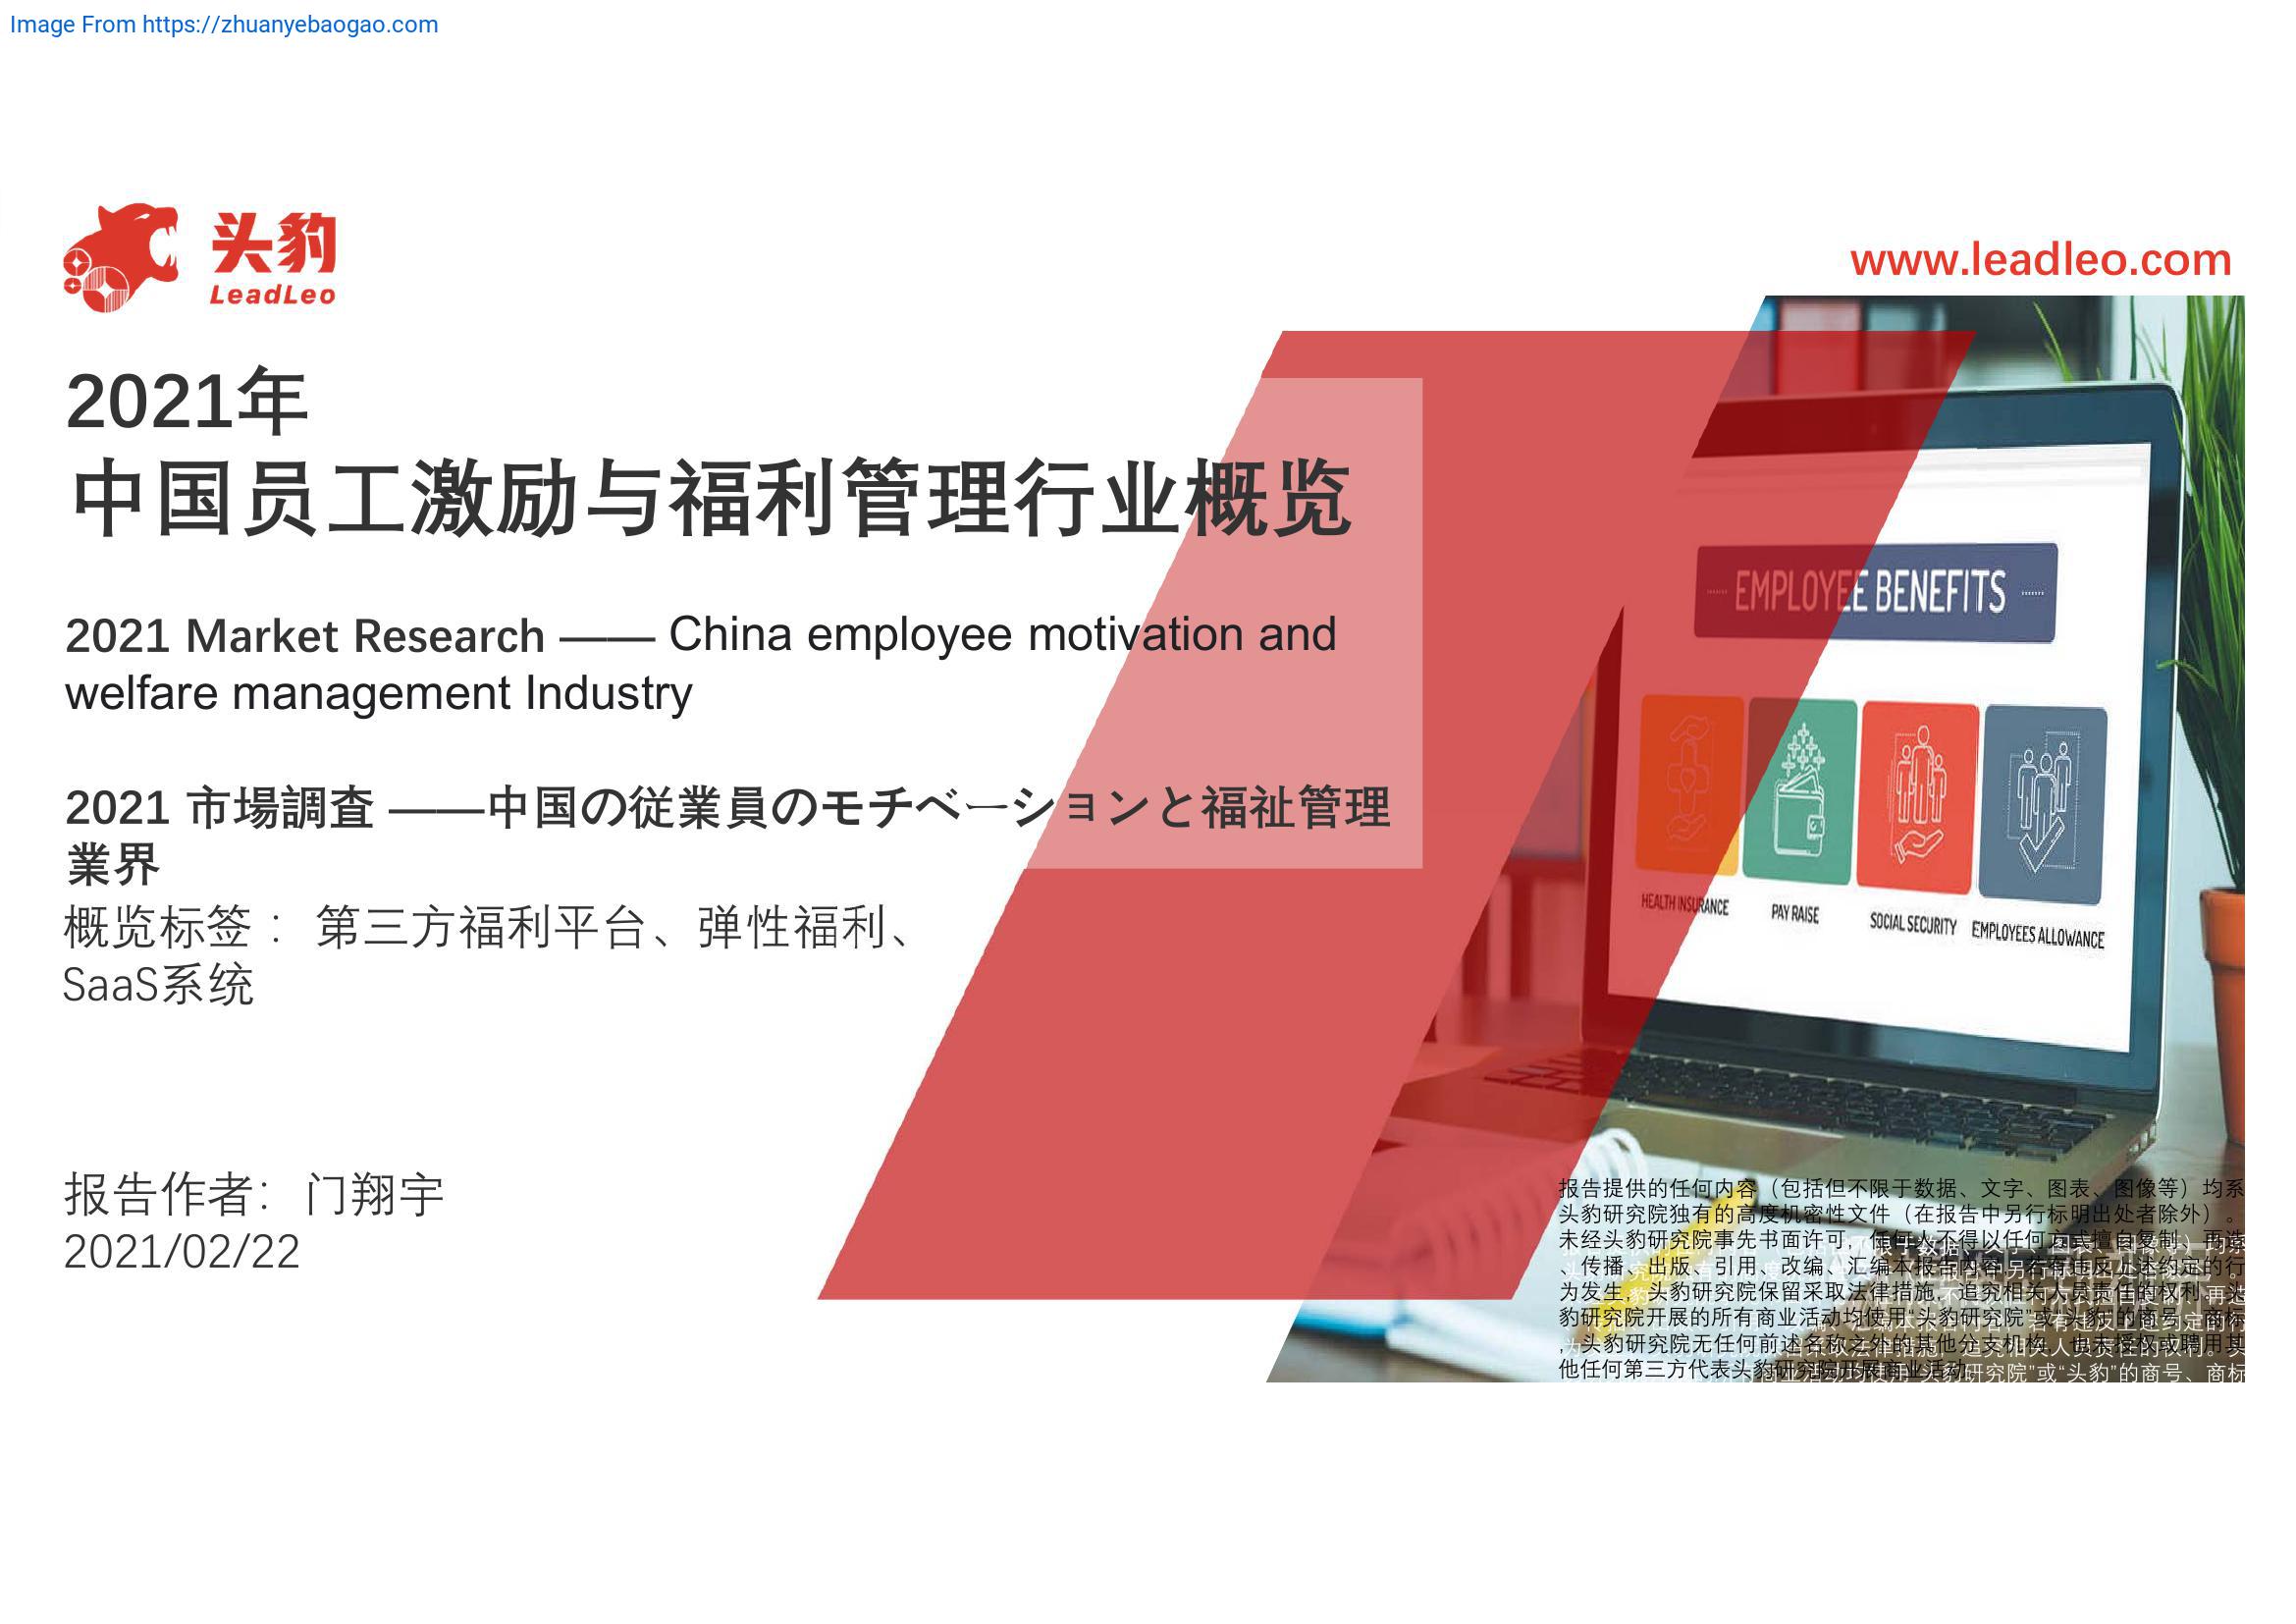 Image From https://zhuanyebaogao.com
头豹
LeadLeo
www.leadleo.com
2021年
中国员工激励与福利管理行业概览
2021 Market Research —— China employee motivation and
welfare management Industry
2021 市場調査 ——中国の従業員のモチベーションと福祉管理
業界
概览标签： 第三方福利平台、弹性福利、
SaaS系统
报告作者：门翔宇
2021/02/22
EMPLOYEE BENEFITS
HEALTH INSURANCE
PAY RAISE
SOCIAL SECURITY
EMPLOYEES ALLOWANCE
报告提供的任何内容（包括但不限于数据、文字、图表、图像等）均系
头豹研究院独有的高度机密性文件（在报告中另行标明出处者除外）。
未经头豹研究院事先书面许可，任何人不得以任何方式擅自复制、再造
、传播、出版、引用、改编、汇编本报告内容，若有违反上述约定的行
为发生，头豹研究院保留采取法律措施，追究相关人员责任的权利。头
豹研究院开展的所有商业活动均使用“头豹研究院”或“头豹”的商号、商标
，头豹研究院无任何前述名称之外的其他分支机构，也未授权或聘用其
他任何第三方代表头豹研究院开展商业活动